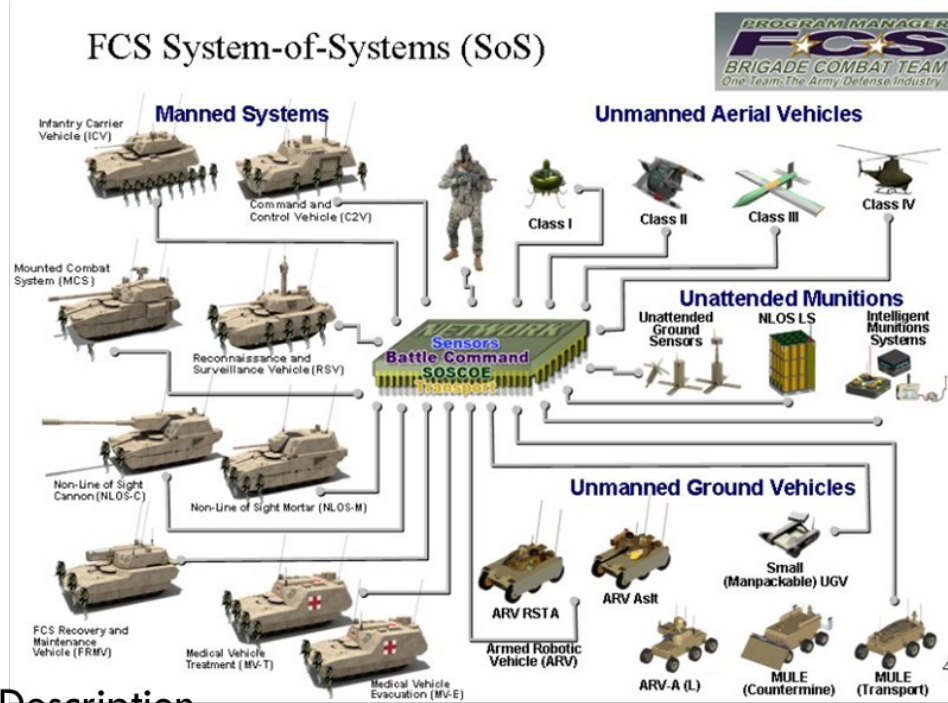 FCS System-of-Systems (SoS)
PROGRAM MANAGER
FCS
BRIGADE COMBAT TEAM
One Team-The Army/Defense/Industry
Manned Systems
Unmanned Aerial Vehicles
Infantry Carrier
Vehicle (ICV)
Command and
Control Vehicle (C2V)
Class I
Class II
Class III
Class IV
Mounted Combat
System (MCS)
Reconnaissance and
Surveillance Vehicle (RSV)
NETWORK
Sensors
Battle Command
SOSCOE
Transport
Unattended Munitions
Unattended
Ground
Sensors
NLOS LS
Intelligent
Munitions
Systems
Non-Line of Sight
Cannon (NLOS-C)
Non-Line of Sight Mortar (NLOS-M)
Unmanned Ground Vehicles
Small
(Manpackable) UGV
ARV RSTA
ARV Aslt
Armed Robotic
Vehicle (ARV)
FCS Recovery and
Maintenance
Vehicle (FRMV)
Medical Vehicle
Treatment (MV-T)
Medical Vehicle
Evacuation (MV-E)
ARV-A (L)
MULE
(Countermine)
MULE
(Transport)
4
Description